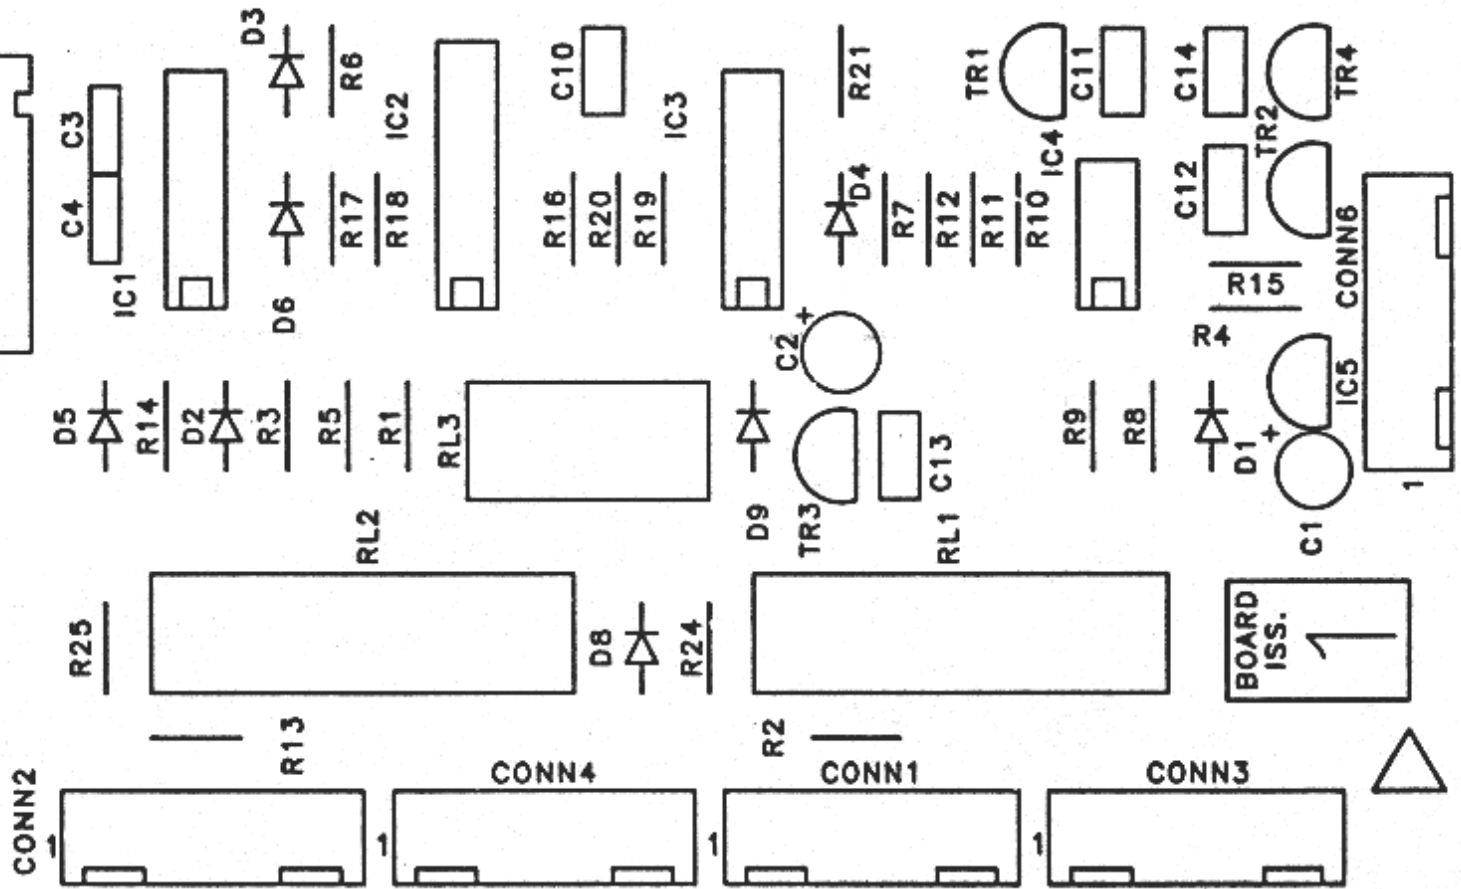 D3
R6
IC2
C10
IC3
R21
TR1
C11
C14
TR4
C3
C4
IC1
D6
R17
R18
R16
R20
R19
D4
R7
R12
R11
R10
IC4
C12
TR2
R15
CONN6
R4
+
C2
D5
R14
D2
R3
R5
R1
RL3
D9
TR3
C13
R9
R8
D1
+
IC5
1
C1
RL2
RL1
R25
D8
R24
BOARD
ISS.
1
R13
R2
CONN2
1
CONN4
1
CONN1
1
CONN3
1